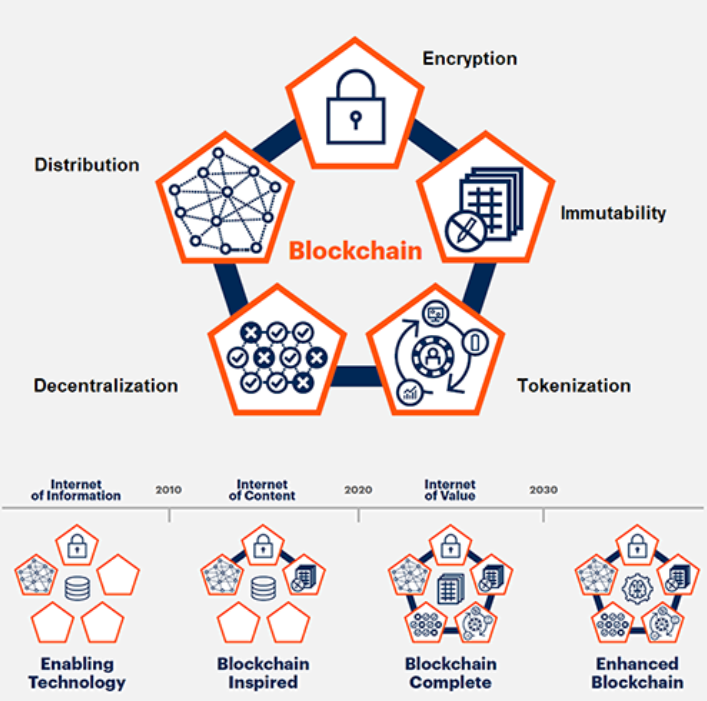 Encryption
Distribution
Immutability
Blockchain
Decentralization
Tokenization
Internet
of Information
2010
Internet
of Content
2020
Internet
of Value
2030
Enabling
Technology
Blockchain
Inspired
Blockchain
Complete
Enhanced
Blockchain